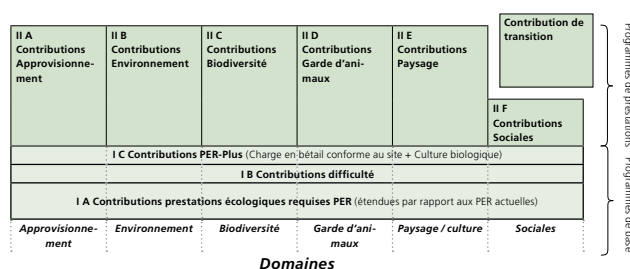 II A
Contributions
Approvisionne-
ment
II B
Contributions
Environnement
II C
Contributions
Biodiversité
II D
Contributions
Garde d’ani-
maux
II E
Contributions
Paysage
Contribution de
transition
II F
Contributions
Sociales
Programmes de prestations
I C Contributions PER-Plus (Charge en bétail conforme au site + Culture biologique)
I B Contributions difficulté
I A Contributions prestations écologiques requises PER (étendues par rapport aux PER actuelles)
Programmes de base
Approvisionne-
ment
Environnement
Biodiversité
Garde d’ani-
maux
Paysage / culture
Sociales
Domaines